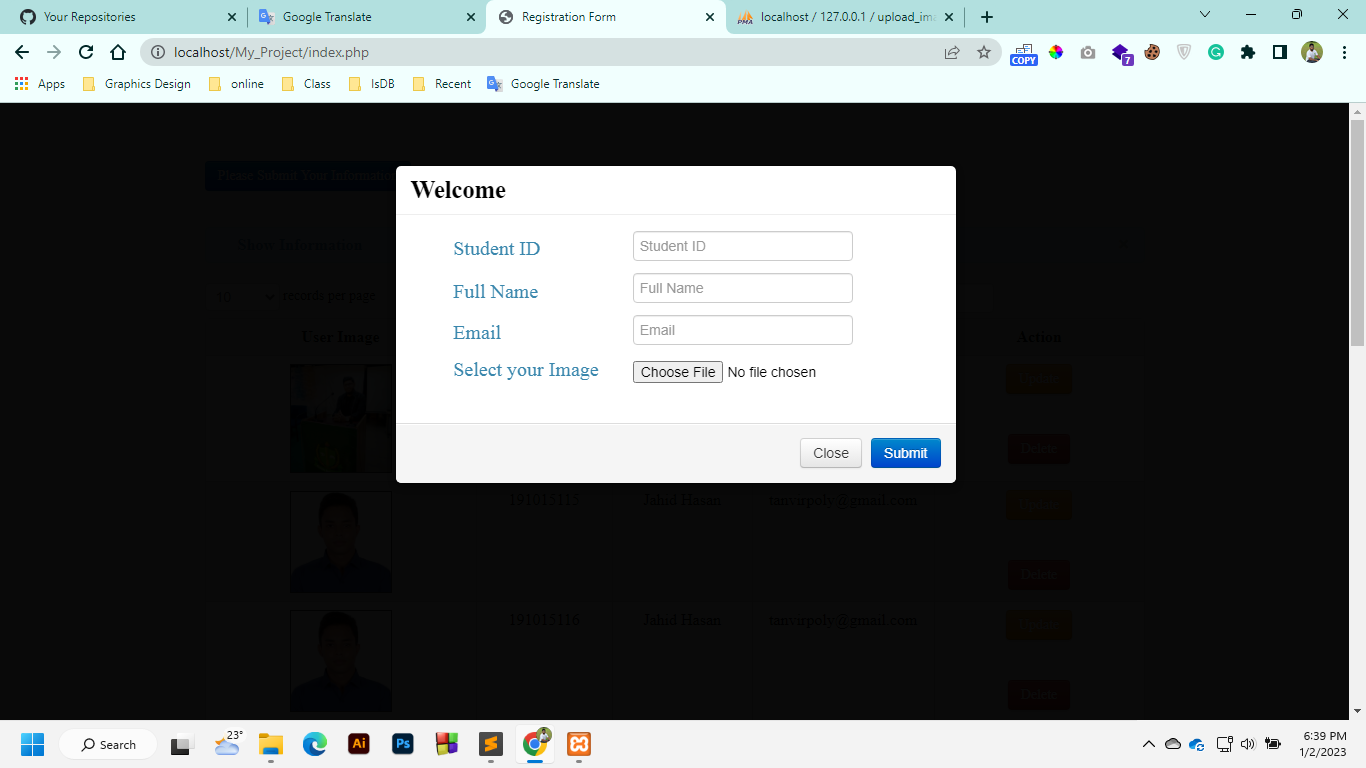 Your Repositories
Google Translate
Registration Form
localhost / 127.0.0.1 / upload_ima
localhost/My_Project/index.php
COPY
7
Apps
Graphics Design
online
Class
IsDB
Recent
Google Translate
Please Submit Your Information
Welcome
Student ID
Student ID
Full Name
Full Name
Email
Email
Select your Image
Choose File No file chosen
Close
Submit
Show Information
10 records per page
User Image
Action
Delete
191015115 Jahid Hasan tanvirpoly@gmail.com
Delete
191015116 Jahid Hasan tanvirpoly@gmail.com
Delete
Search
23°
Ai
Ps
6:39 PM
1/2/2023